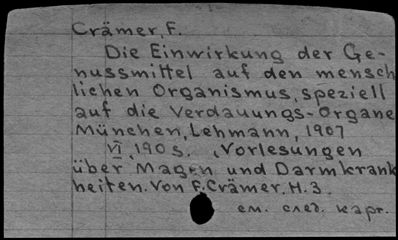 Crämer, F.
Die Einwirkung der Ge-
nussmittel auf den mensch
lichen Organismus, speziell
auf die Verdauungs-Organe
München, Lehmann, 1907
VI, 190 s. „Vorlesungen
über Magen und Darmkrank
heiten. Von F. Crämer. H. 3.
см. след. карт.